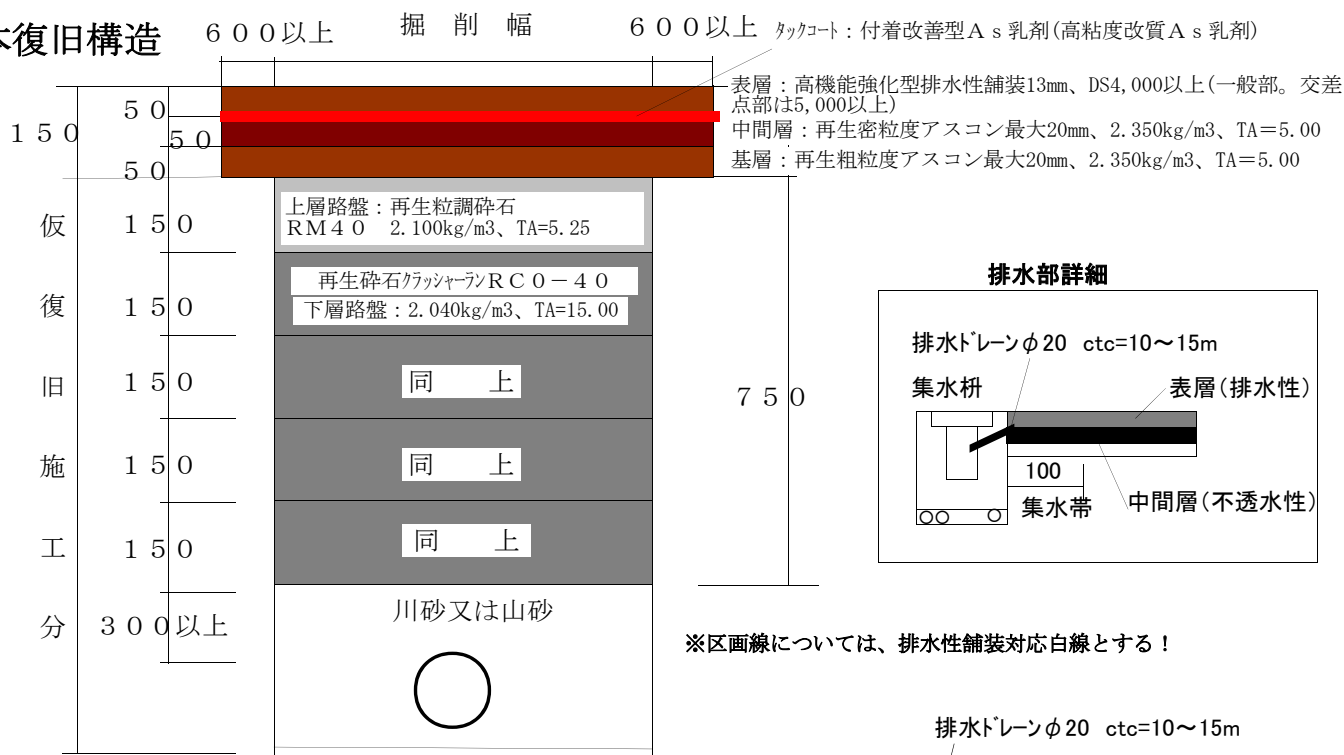 本復旧構造
６００以上
掘　削　幅
６００以上
ﾀｯｸｺｰﾄ：付着改善型Ａｓ乳剤(高粘度改質Ａｓ乳剤)
表層：高機能強化型排水性舗装13mm、DS4,000以上(一般部。交差
点部は5,000以上)
中間層：再生密粒度アスコン最大20mm、2.350kg/m3、TA＝5.00
基層：再生粗粒度アスコン最大20mm、2.350kg/m3、TA＝5.00
１５０
５０
５０
５０
仮復旧施工分
１５０
１５０
１５０
１５０
１５０
３００以上
上層路盤：再生粒調砕石
ＲＭ４０　2.100kg/m3、TA=5.25
再生砕石ｸﾗｯｼｬｰﾗﾝＲＣ０－４０
下層路盤：2.040kg/m3、TA=15.00
同　　上
同　　上
同　　上
川砂又は山砂
７５０
排水部詳細
排水ﾄﾞﾚｰﾝφ20 ctc=10～15m
集水枡
表層(排水性)
100
集水帯
中間層(不透水性)
※区画線については、排水性舗装対応白線とする！
排水ﾄﾞﾚｰﾝφ20 ctc=10～15m